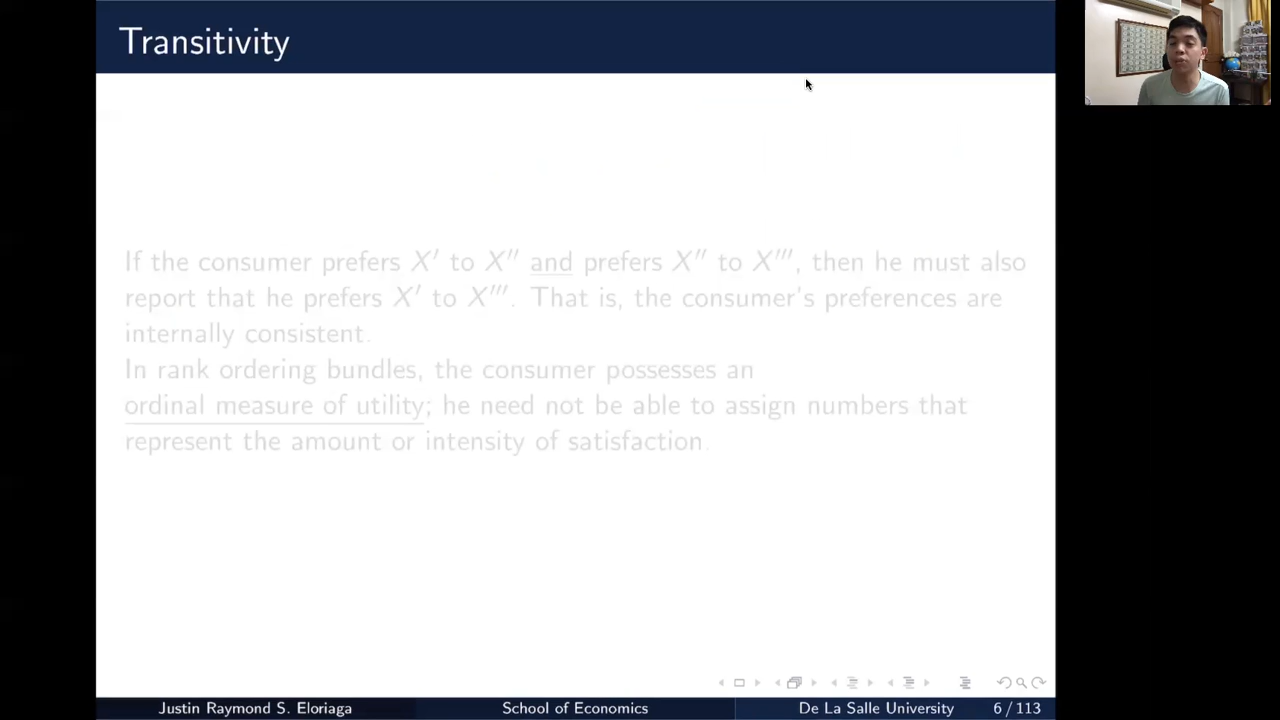 Transitivity
If the consumer prefers X′ to X″ and prefers X″ to X‴, then he must also
report that he prefers X′ to X‴. That is, the consumer's preferences are
internally consistent.
In rank ordering bundles, the consumer possesses an
ordinal measure of utility; he need not be able to assign numbers that
represent the amount or intensity of satisfaction.
Justin Raymond S. Eloriaga School of Economics De La Salle University 6 / 113